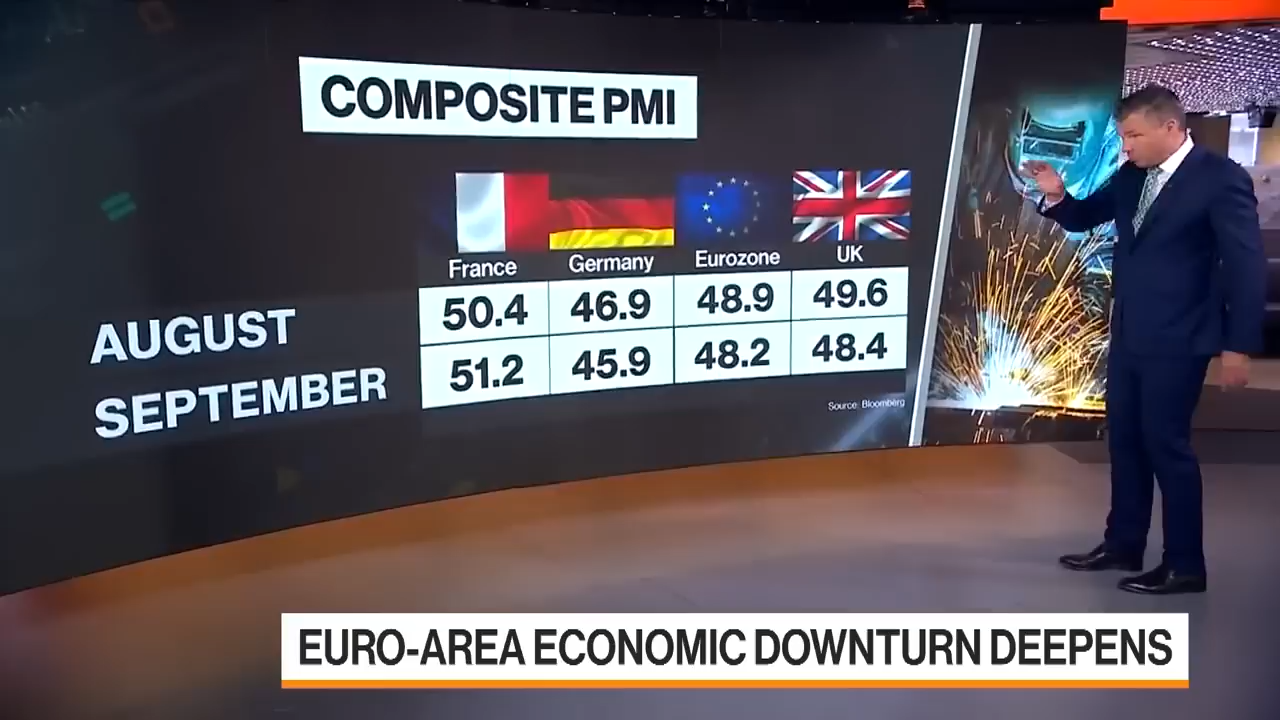 COMPOSITE PMI
France Germany Eurozone UK
AUGUST 50.4 46.9 48.9 49.6
SEPTEMBER 51.2 45.9 48.2 48.4
Source: Bloomberg
EURO-AREA ECONOMIC DOWNTURN DEEPENS